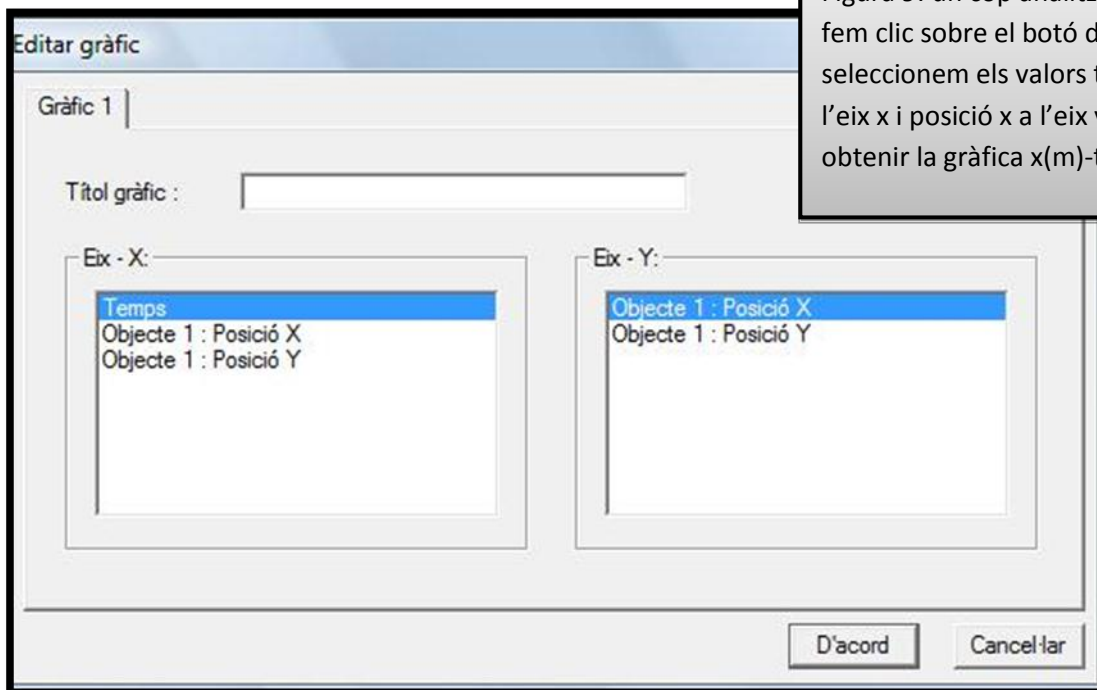 Editar gràfic
fem clic sobre el botó
seleccionem els valors
l'eix x i posició x a l'eix
obtenir la gràfica x(m)-
Gràfic 1
Títol gràfic :
Eix - X:
Temps
Objecte 1 : Posició X
Objecte 1 : Posició Y
Eix - Y:
Objecte 1 : Posició X
Objecte 1 : Posició Y
D'acord
Cancel·lar